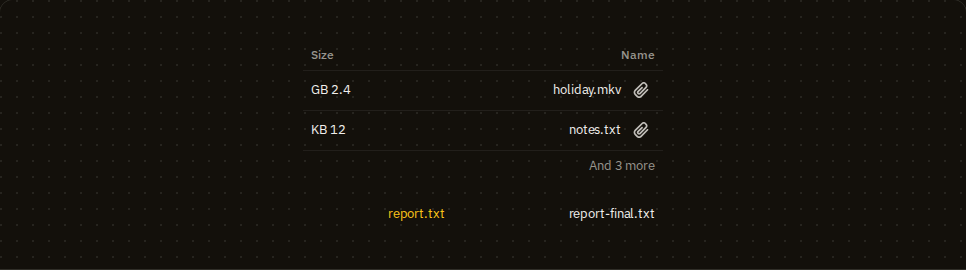 Size Name
GB 2.4 holiday.mkv
KB 12 notes.txt
And 3 more
report.txt report-final.txt